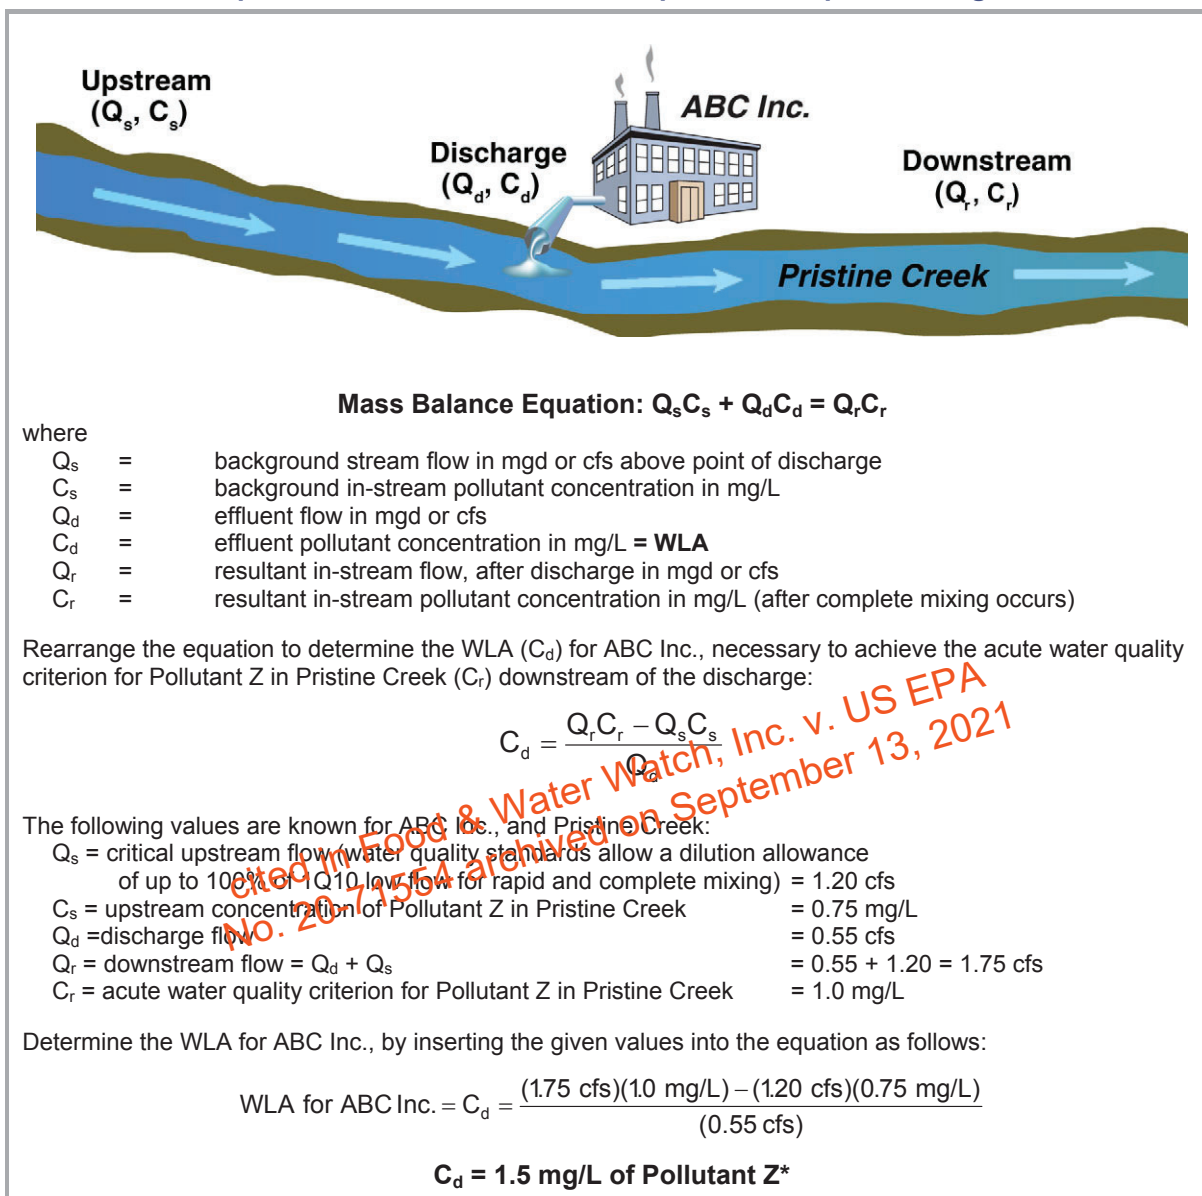 Upstream
(Qs, Cs)
Discharge
(Qd, Cd)
ABC Inc.
Downstream
(Qr, Cr)
Pristine Creek
Mass Balance Equation: QsCs + QdCd = QrCr
where
Qs = background stream flow in mgd or cfs above point of discharge
Cs = background in-stream pollutant concentration in mg/L
Qd = effluent flow in mgd or cfs
Cd = effluent pollutant concentration in mg/L = WLA
Qr = resultant in-stream flow, after discharge in mgd or cfs
Cr = resultant in-stream pollutant concentration in mg/L (after complete mixing occurs)
Rearrange the equation to determine the WLA (Cd) for ABC Inc., necessary to achieve the acute water quality
criterion for Pollutant Z in Pristine Creek (Cr) downstream of the discharge:
Cd = (QrCr − QsCs) / Qd
cited in Food & Water Watch, Inc. v. US EPA
No. 20-71554 archived on September 13, 2021
The following values are known for ABC Inc., and Pristine Creek:
Qs = critical upstream flow (water quality standards allow a dilution allowance
of up to 100% of 1Q10 low flow for rapid and complete mixing) = 1.20 cfs
Cs = upstream concentration of Pollutant Z in Pristine Creek = 0.75 mg/L
Qd =discharge flow = 0.55 cfs
Qr = downstream flow = Qd + Qs = 0.55 + 1.20 = 1.75 cfs
Cr = acute water quality criterion for Pollutant Z in Pristine Creek = 1.0 mg/L
Determine the WLA for ABC Inc., by inserting the given values into the equation as follows:
WLA for ABC Inc. = Cd = (1.75 cfs)(1.0 mg/L) − (1.20 cfs)(0.75 mg/L) / (0.55 cfs)
Cd = 1.5 mg/L of Pollutant Z*